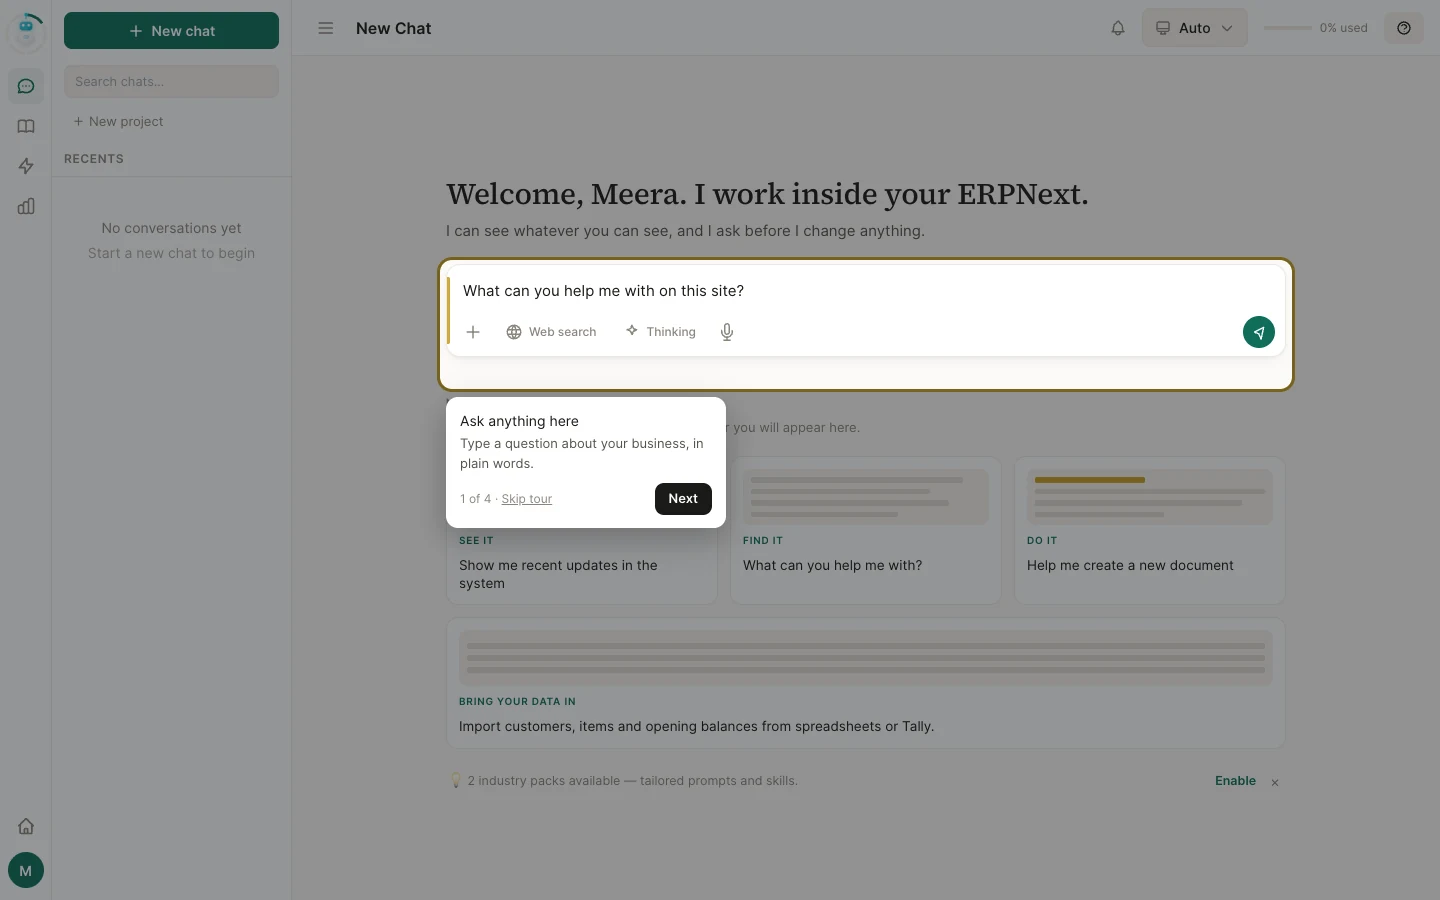 New chat
Search chats...
New project
RECENTS
No conversations yet
Start a new chat to begin
M
New Chat
Auto
0% used
Welcome, Meera. I work inside your ERPNext.
I can see whatever you can see, and I ask before I change anything.
What can you help me with on this site?
Web search
Thinking
you will appear here.
Ask anything here
Type a question about your business, in
plain words.
1 of 4 · Skip tour
Next
SEE IT
Show me recent updates in the
system
FIND IT
What can you help me with?
DO IT
Help me create a new document
BRING YOUR DATA IN
Import customers, items and opening balances from spreadsheets or Tally.
2 industry packs available — tailored prompts and skills.
Enable